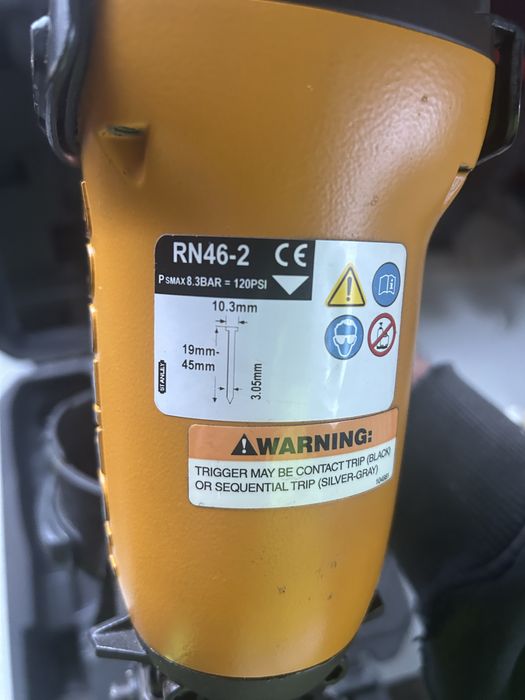 RN46-2 CE
PSMAX 8.3BAR = 120PSI
10.3mm
19mm-
45mm
3.05mm
STANLEY
WARNING:
TRIGGER MAY BE CONTACT TRIP (BLACK)
OR SEQUENTIAL TRIP (SILVER-GRAY)
104681